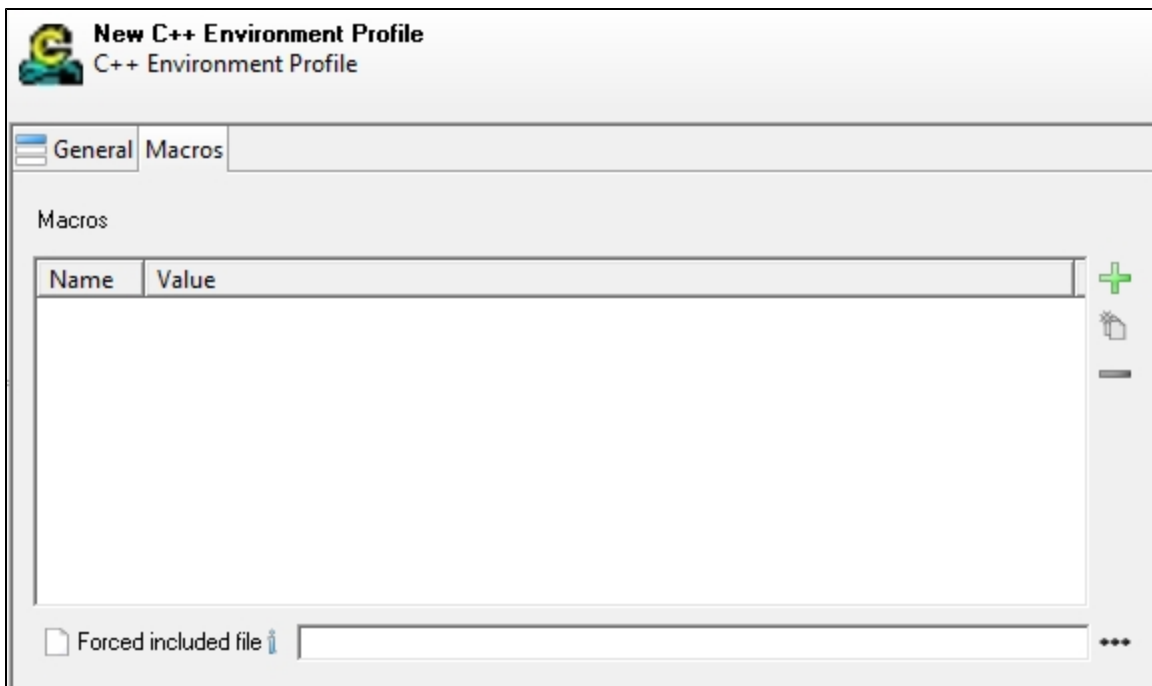 New C++ Environment Profile
C++ Environment Profile
General Macros
Macros
Name Value
Forced included file